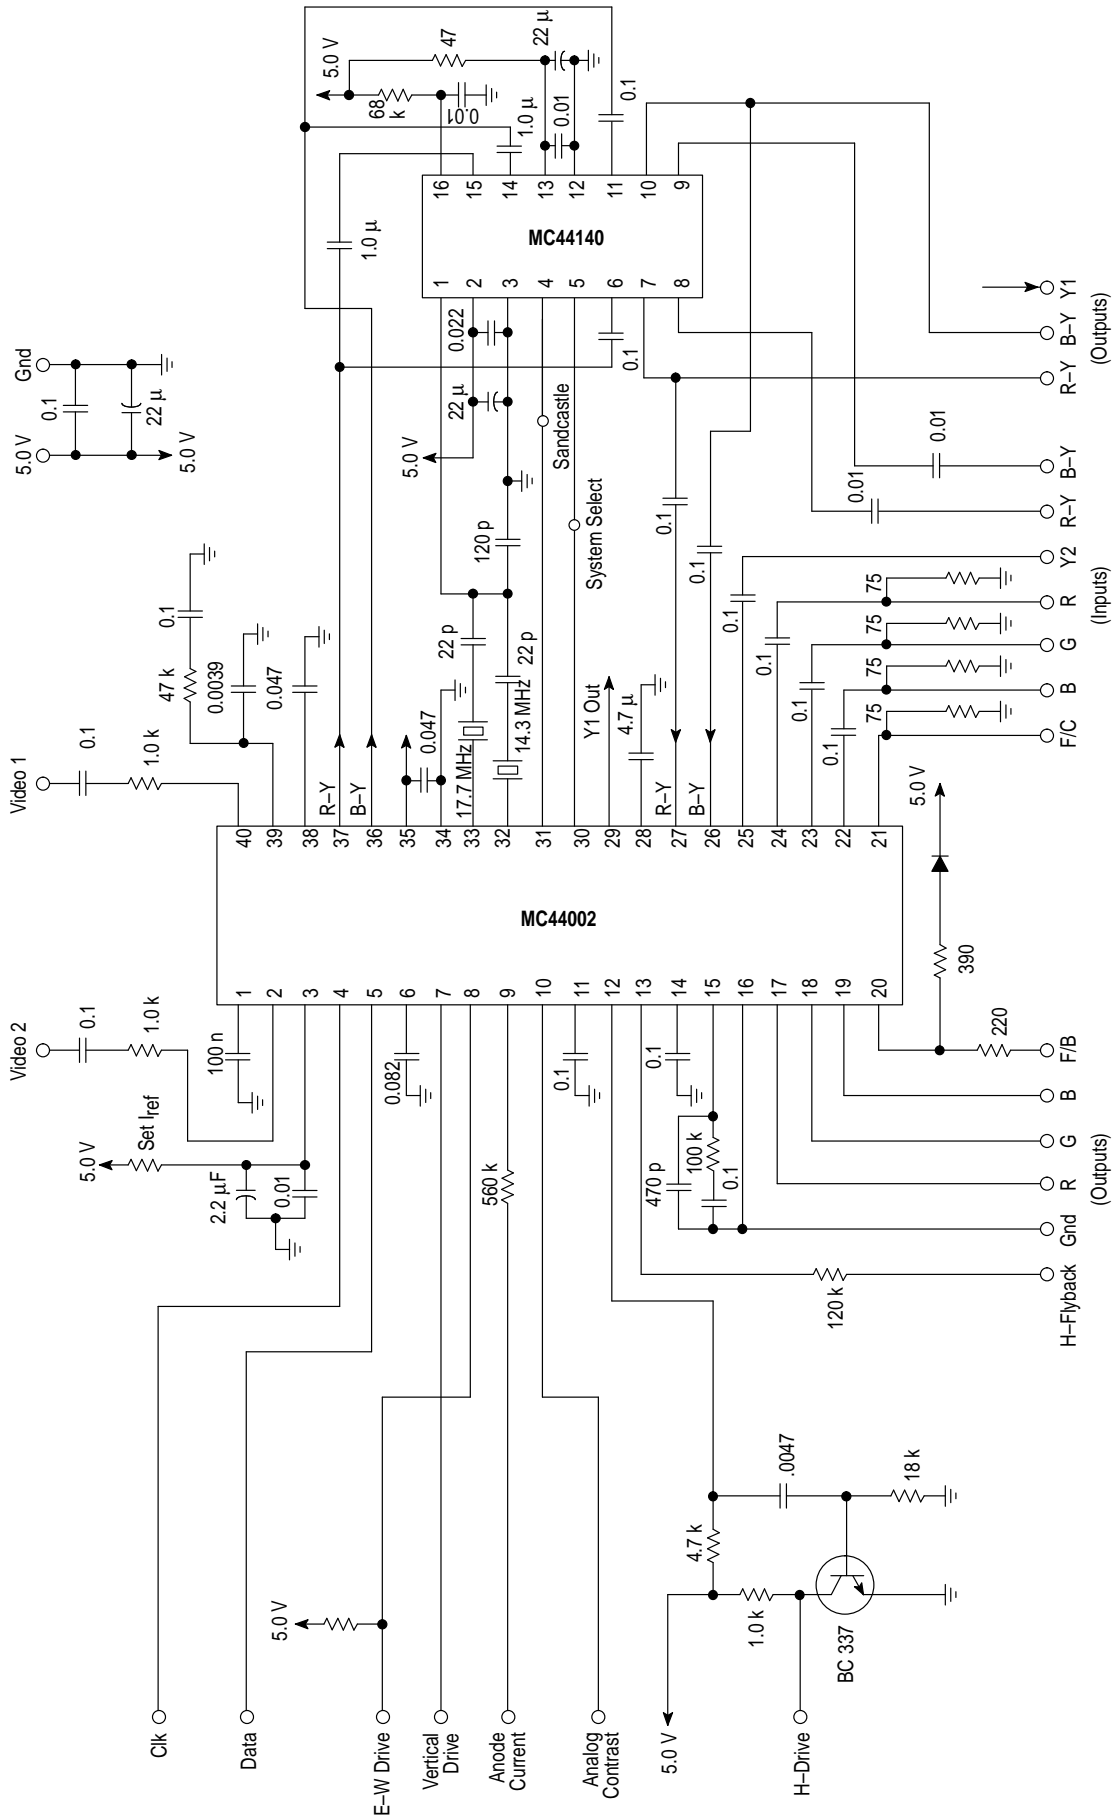 Video 2
0.1
1.0 k
Video 1
0.1
1.0 k
47 k
0.1
0.0039
0.047
5.0 V
Gnd
0.1
22 µ
5.0 V
5.0 V
Set Iref
2.2 µF
0.01
100 n
Clk
Data
5.0 V
E–W Drive
Vertical
Drive
Anode
Current
Analog
Contrast
0.082
560 k
0.1
0.1
470 p
100 k
0.1
MC44002
1
2
3
4
5
6
7
8
9
10
11
12
13
14
15
16
17
18
19
20
40
39
38
37
36
35
34
33
32
31
30
29
28
27
26
25
24
23
22
21
R–Y
B–Y
0.047
17.7 MHz
14.3 MHz
22 p
22 p
120 p
5.0 V
22 µ
0.022
Sandcastle
System Select
Y1 Out
4.7 µ
R–Y
B–Y
0.1
0.1
1.0 µ
MC44140
1
2
3
4
5
6
7
8
16
15
14
13
12
11
10
9
5.0 V
68
k
0.01
47
22 µ
1.0 µ
0.01
0.1
0.1
0.1
0.1
0.1
0.1
75
75
75
75
0.01
0.01
5.0 V
390
220
5.0 V
4.7 k
1.0 k
.0047
18 k
BC 337
H–Drive
120 k
H–Flyback
Gnd
R
G
B
F/B
(Outputs)
F/C
B
G
R
Y2
R–Y
B–Y
(Inputs)
R–Y
B–Y
Y1
(Outputs)